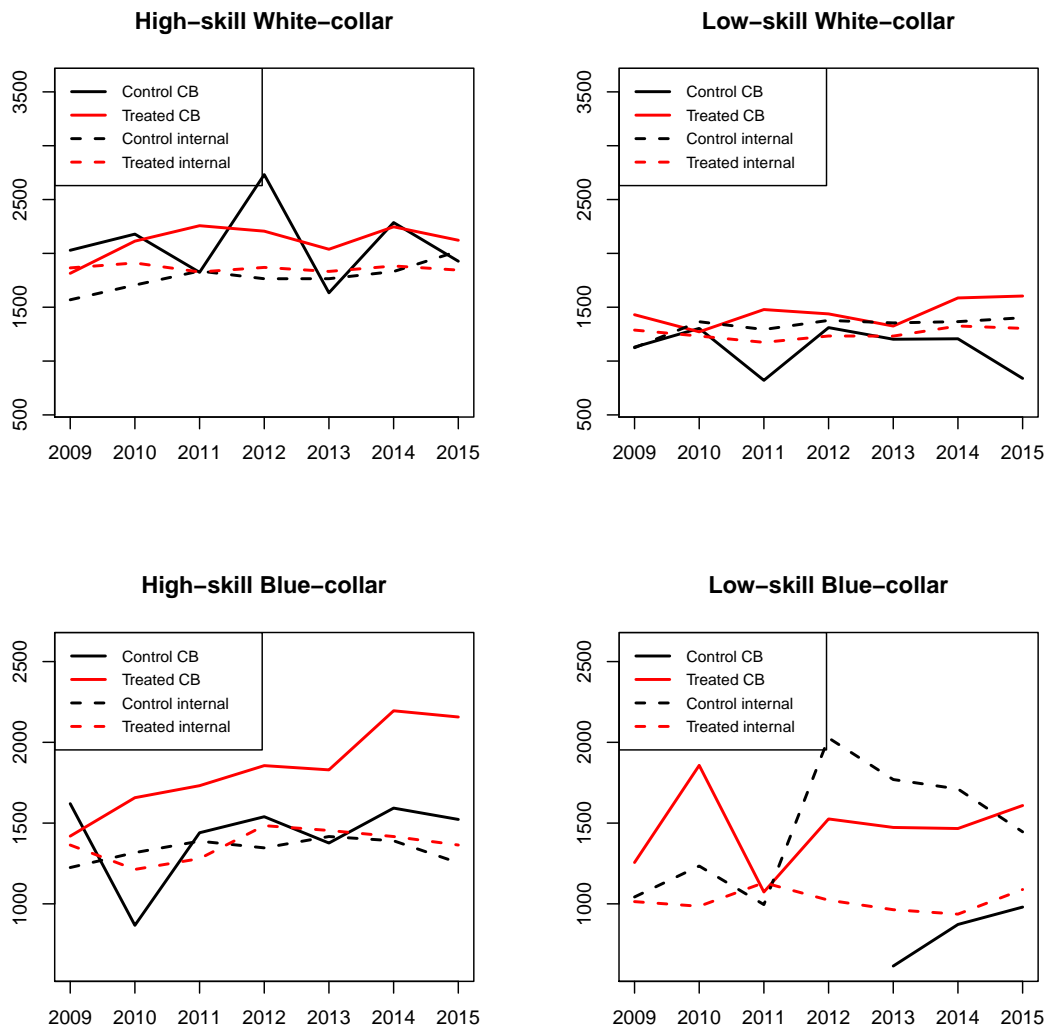 High−skill White−collar
3500
2500
1500
500
Control CB
Treated CB
Control internal
Treated internal
2009 2010 2011 2012 2013 2014 2015
Low−skill White−collar
3500
2500
1500
500
Control CB
Treated CB
Control internal
Treated internal
2009 2010 2011 2012 2013 2014 2015
High−skill Blue−collar
2500
2000
1500
1000
Control CB
Treated CB
Control internal
Treated internal
2009 2010 2011 2012 2013 2014 2015
Low−skill Blue−collar
2500
2000
1500
1000
Control CB
Treated CB
Control internal
Treated internal
2009 2010 2011 2012 2013 2014 2015